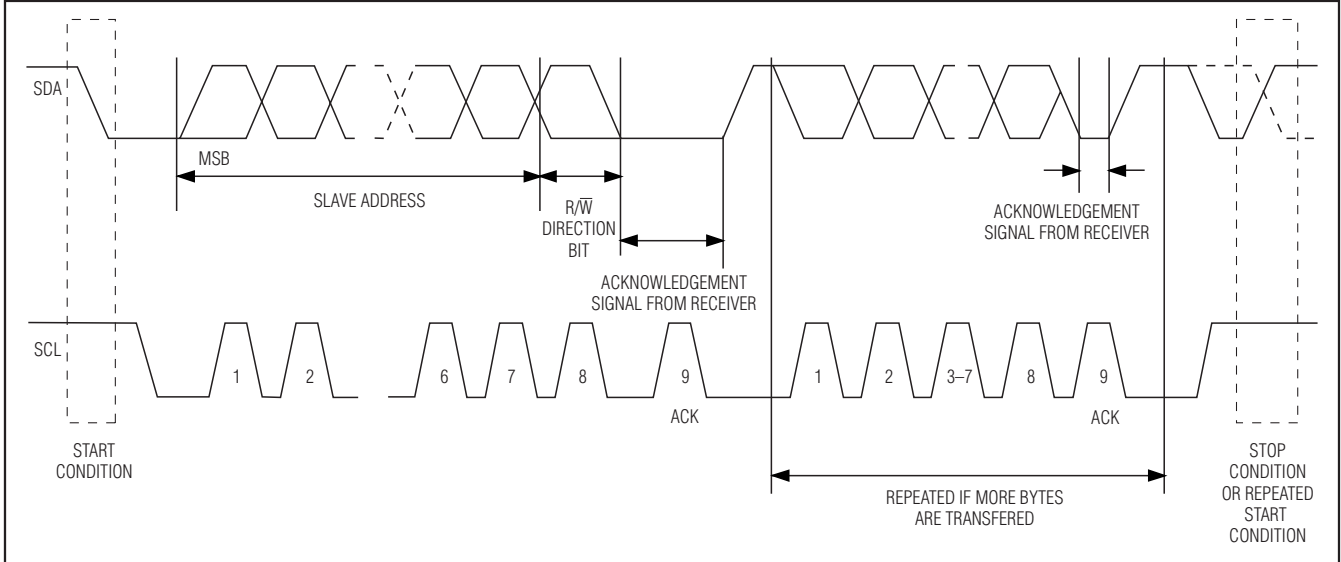 SDA
MSB
SLAVE ADDRESS
R/W̅
DIRECTION
BIT
ACKNOWLEDGEMENT
SIGNAL FROM RECEIVER
ACKNOWLEDGEMENT
SIGNAL FROM RECEIVER
SCL
1 2 6 7 8 9 1 2 3–7 8 9
ACK ACK
START
CONDITION
REPEATED IF MORE BYTES
ARE TRANSFERED
STOP
CONDITION
OR REPEATED
START
CONDITION